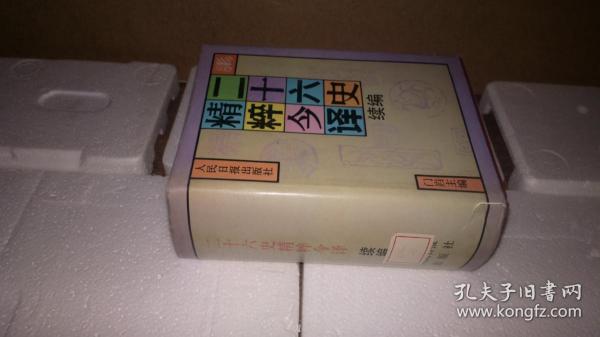 二十六史
精粹今译
续编
人民日报出版社
门岿主编
二十六史精粹今译
续编
版社
孔夫子旧书网
www.kongfz.com